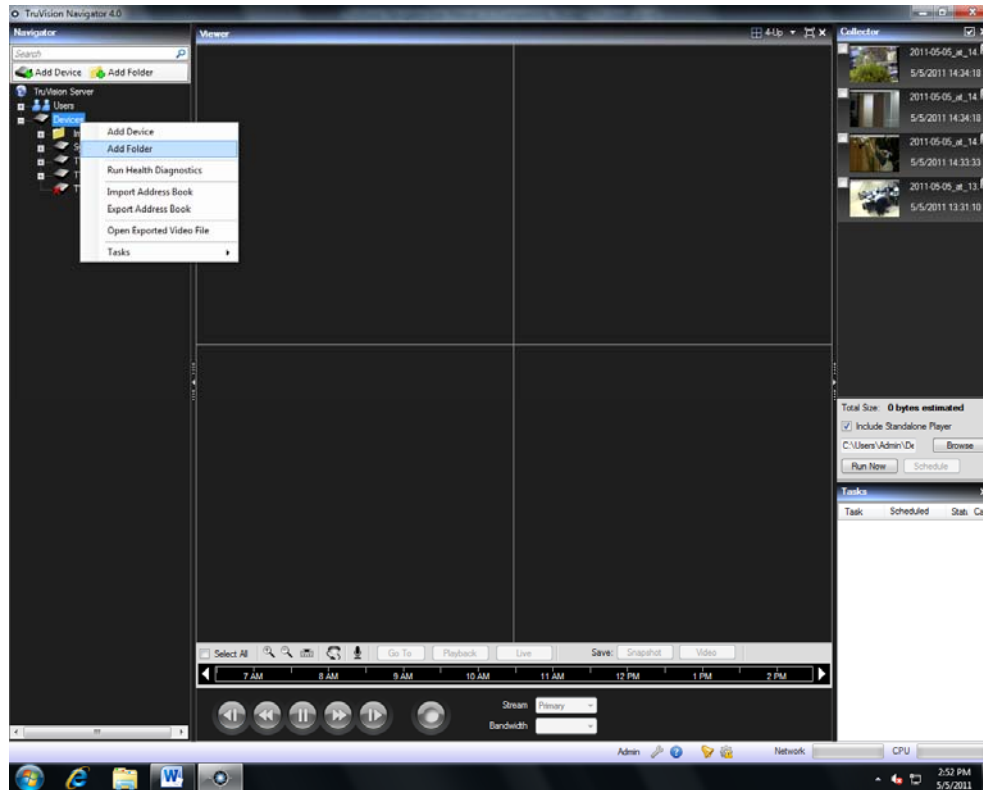 TruVision Navigator 4.0
Navigator
Search
Add Device Add Folder
TruVision Server
Users
Devices
Add Device
Add Folder
Run Health Diagnostics
Import Address Book
Export Address Book
Open Exported Video File
Tasks
Viewer
4-Up
Collector
2011-05-05_at_14.
5/5/2011 14:34:18
2011-05-05_at_14.
5/5/2011 14:34:18
2011-05-05_at_14.
5/5/2011 14:33:33
2011-05-05_at_13.
5/5/2011 13:31:10
Total Size: 0 bytes estimated
Include Standalone Player
C:\Users\Admin\De Browse
Run Now Schedule
Tasks
Task Scheduled Stat Ca
Select All Go To Playback Live Save: Snapshot Video
7 AM 8 AM 9 AM 10 AM 11 AM 12 PM 1 PM 2 PM
Stream Primary
Bandwidth
Admin Network CPU
2:52 PM
5/5/2011